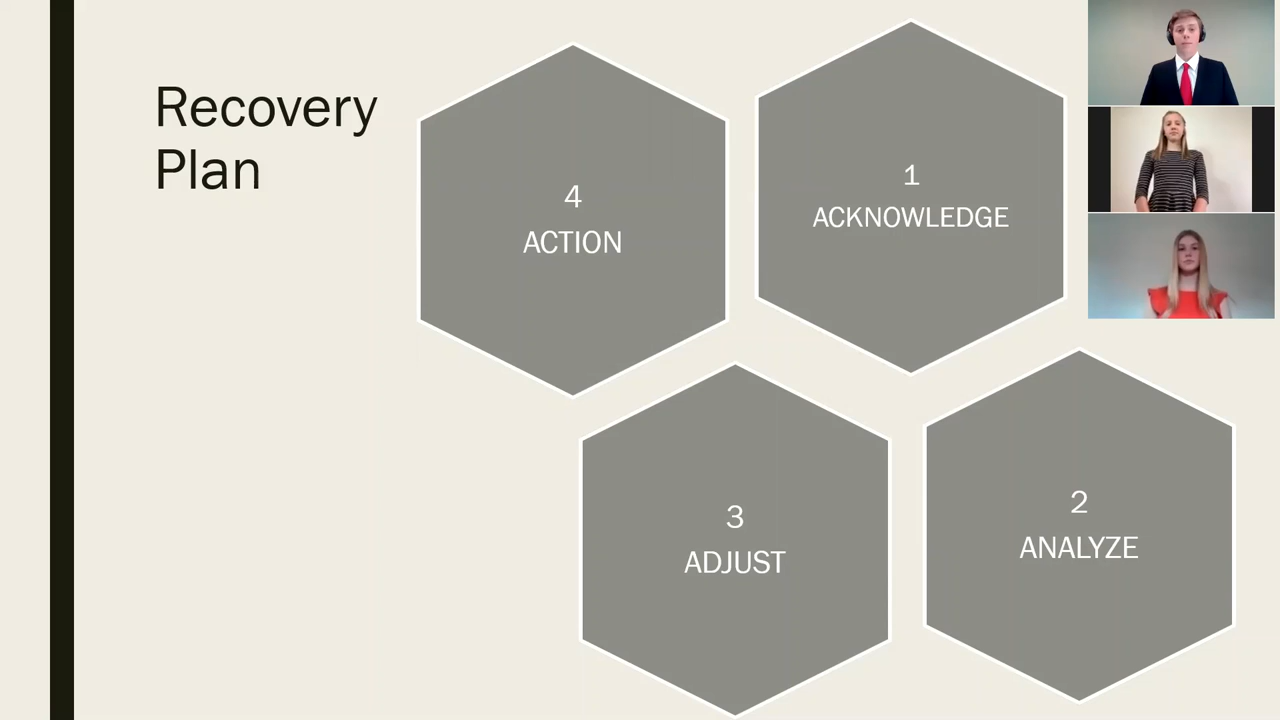 Recovery
Plan
4
ACTION
1
ACKNOWLEDGE
3
ADJUST
2
ANALYZE